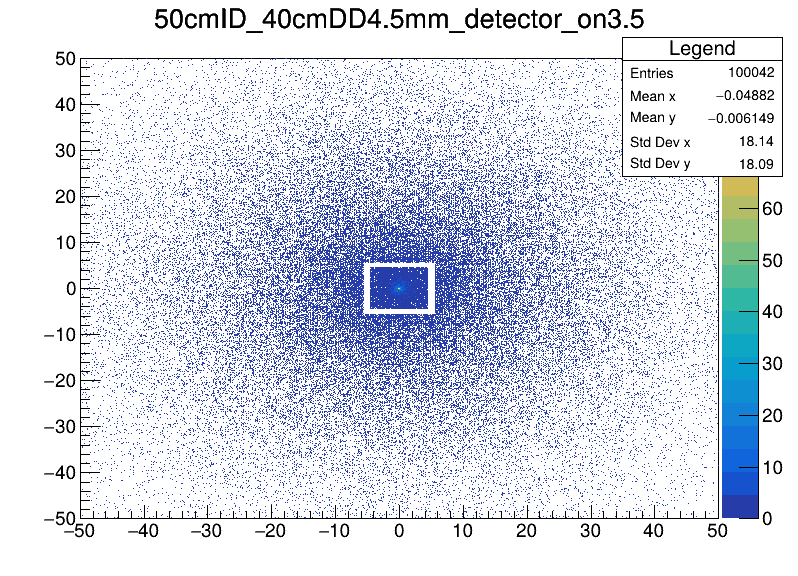 50cmID_40cmDD4.5mm_detector_on3.5
Legend
Entries 100042
Mean x −0.04882
Mean y −0.006149
Std Dev x 18.14
Std Dev y 18.09
50
40
30
20
10
0
−10
−20
−30
−40
−50
−50 −40 −30 −20 −10 0 10 20 30 40 50
60
50
40
30
20
10
0